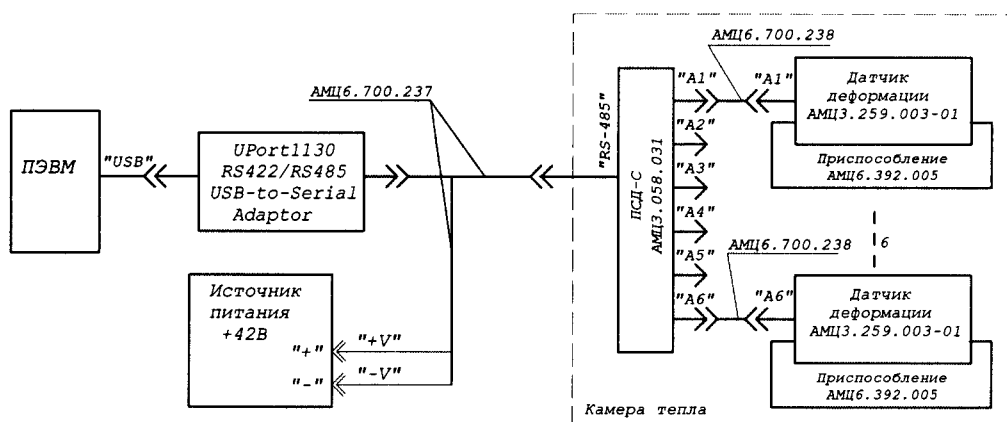 АМЦ6.700.238
"А1"
"А1"
Датчик
деформации
АМЦ3.259.003-01
Приспособление
АМЦ6.392.005
АМЦ6.700.237
ПЭВМ
"USB"
UPort1130
RS422/RS485
USB-to-Serial
Adaptor
"RS-485"
ПСД-С
АМЦ3.058.031
"А2"
"А3"
"А4"
"А5"
"А6"
6
АМЦ6.700.238
"А6"
Датчик
деформации
АМЦ3.259.003-01
Приспособление
АМЦ6.392.005
Источник
питания
+42В
"+"
"+V"
"-"
"-V"
Камера тепла